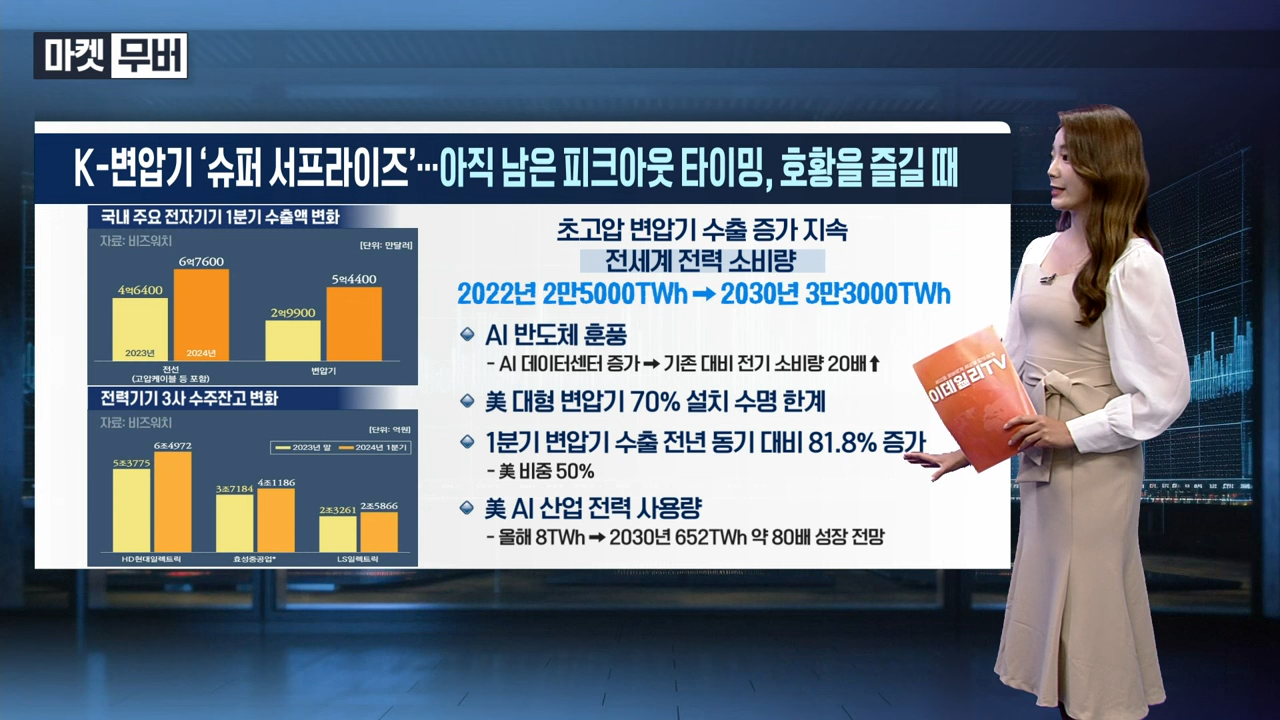 마켓 무버
K-변압기 ‘슈퍼 서프라이즈’…아직 남은 피크아웃 타이밍, 호황을 즐길 때
국내 주요 전자기기 1분기 수출액 변화
자료: 비즈워치
[단위: 만달러]
4억6400
6억7600
2억9900
5억4400
2023년
2024년
전선
(고압케이블 등 포함)
변압기
전력기기 3사 수주잔고 변화
자료: 비즈워치
[단위: 억원]
2023년 말
2024년 1분기
5조3775
6조4972
3조7184
4조1186
2조3261
2조5866
HD현대일렉트릭
효성중공업*
LS일렉트릭
초고압 변압기 수출 증가 지속
전세계 전력 소비량
2022년 2만5000TWh ➡ 2030년 3만3000TWh
AI 반도체 훈풍
- AI 데이터센터 증가 ➡ 기존 대비 전기 소비량 20배⬆
美 대형 변압기 70% 설치 수명 한계
1분기 변압기 수출 전년 동기 대비 81.8% 증가
- 美 비중 50%
美 AI 산업 전력 사용량
- 올해 8TWh ➡ 2030년 652TWh 약 80배 성장 전망
이데일리TV